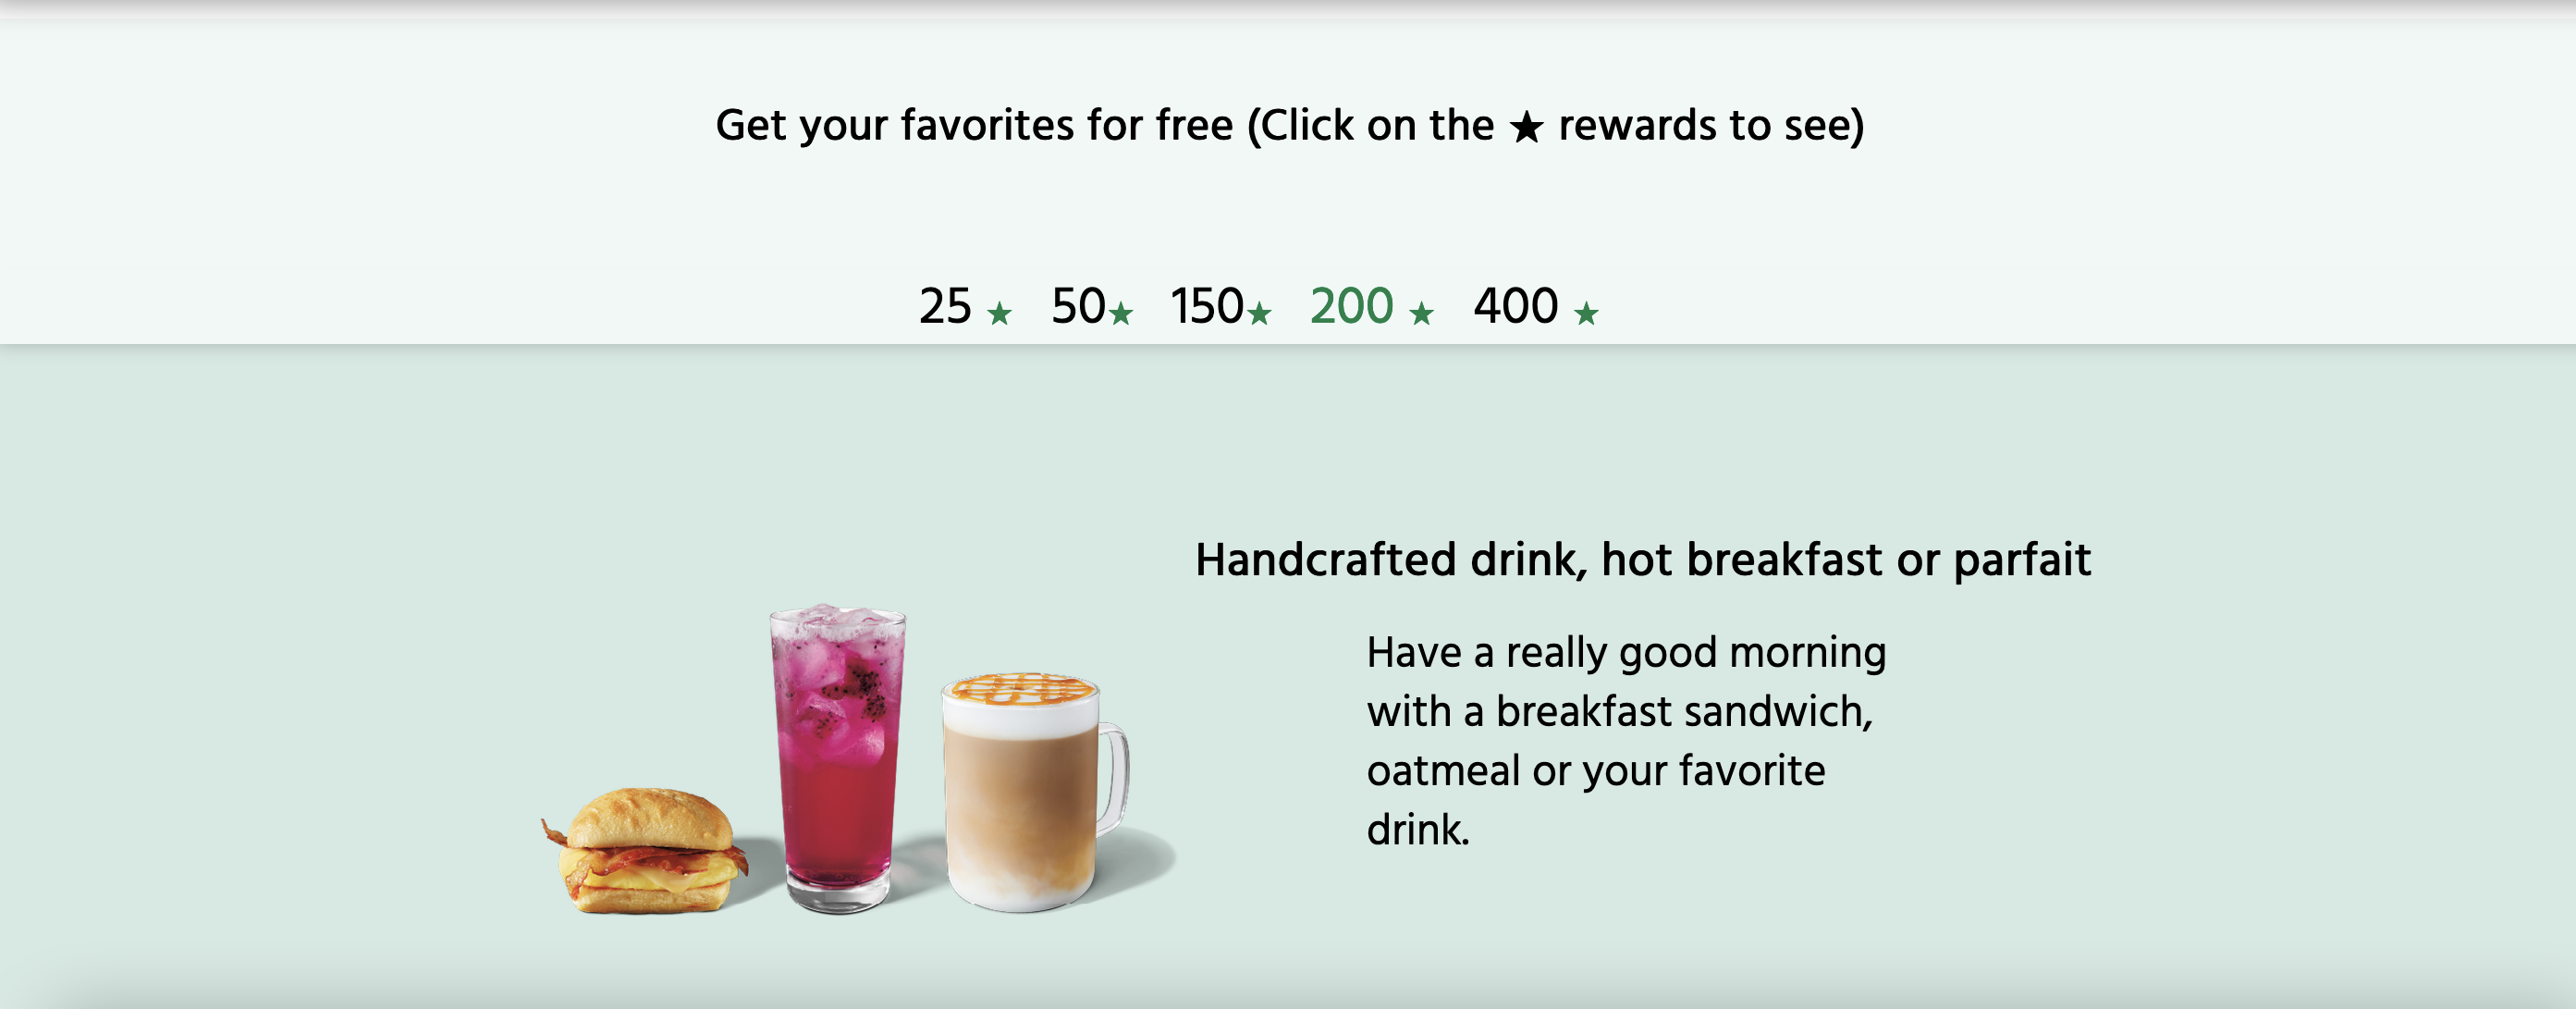 Get your favorites for free (Click on the ★ rewards to see)
25 ★ 50★ 150★ 200 ★ 400 ★
Handcrafted drink, hot breakfast or parfait
Have a really good morning
with a breakfast sandwich,
oatmeal or your favorite
drink.